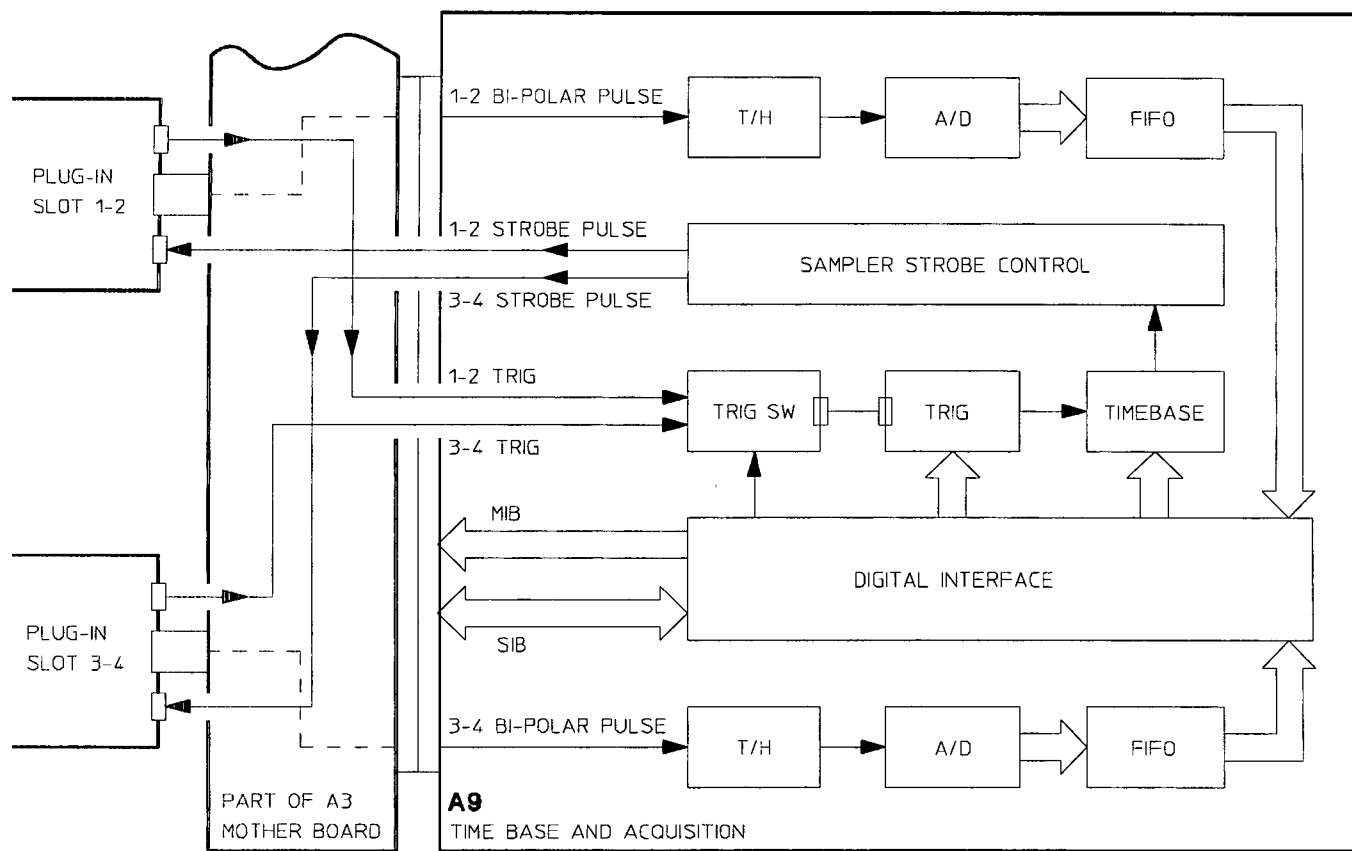 1-2 BI-POLAR PULSE
T/H
A/D
FIFO
PLUG-IN
SLOT 1-2
1-2 STROBE PULSE
SAMPLER STROBE CONTROL
3-4 STROBE PULSE
1-2 TRIG
TRIG SW
TRIG
TIMEBASE
3-4 TRIG
MIB
DIGITAL INTERFACE
SIB
PLUG-IN
SLOT 3-4
3-4 BI-POLAR PULSE
T/H
A/D
FIFO
PART OF A3
MOTHER BOARD
A9
TIME BASE AND ACQUISITION